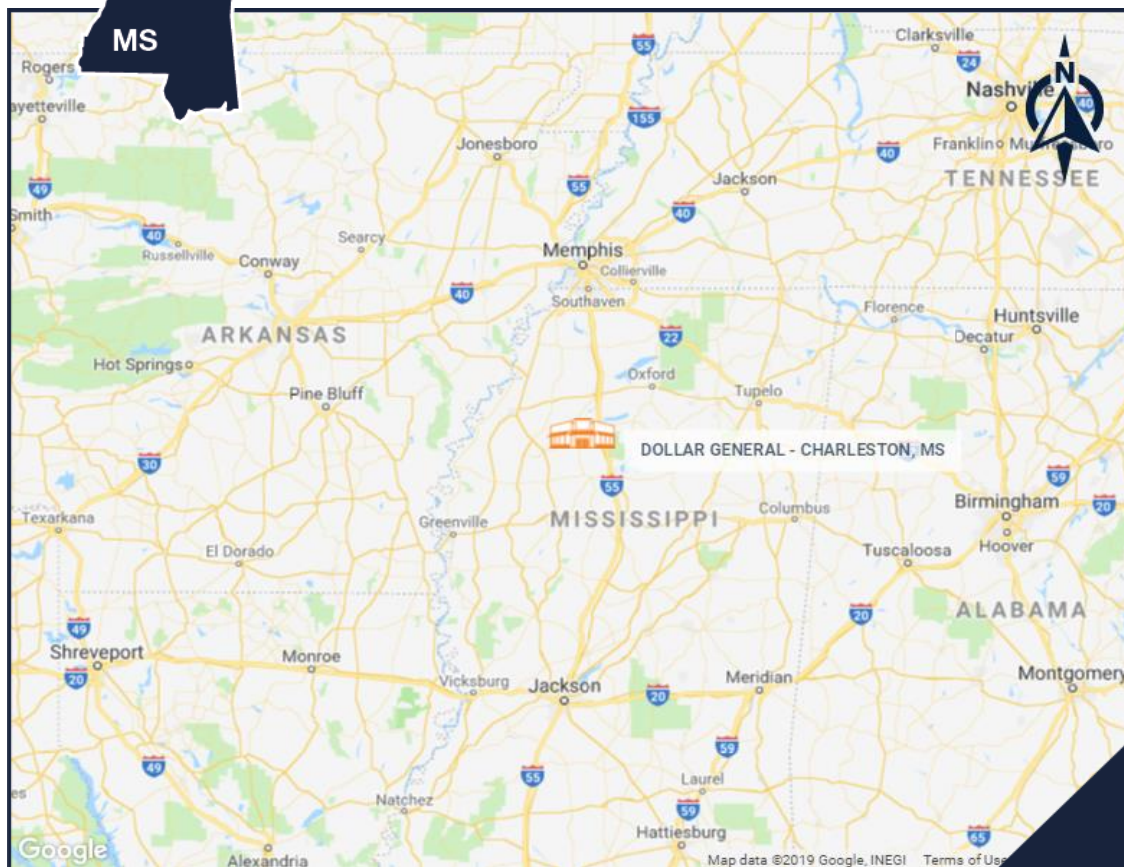 MS
55
Clarksville
24
Rogers
N
Nashville
40
ayetteville
155
Jonesboro
40
Franklin
49
55
Jackson
TENNESSEE
Smith
40
40
Searcy
Russellville
Memphis
Conway
Collierville
40
Southaven
Florence
Huntsville
ARKANSAS
22
Decatur
Hot Springs
Oxford
Pine Bluff
Tupelo
DOLLAR GENERAL - CHARLESTON, MS
30
59
55
Birmingham
20
Texarkana
Greenville
MISSISSIPPI
Columbus
Hoover
El Dorado
Tuscaloosa
ALABAMA
20
49
Shreveport
Monroe
20
Vicksburg
Jackson
20
Meridian
Montgomery
59
49
55
Laurel
es
Natchez
59
Hattiesburg
65
Google
Alexandria
Map data ©2019 Google, INEGI Terms of Use